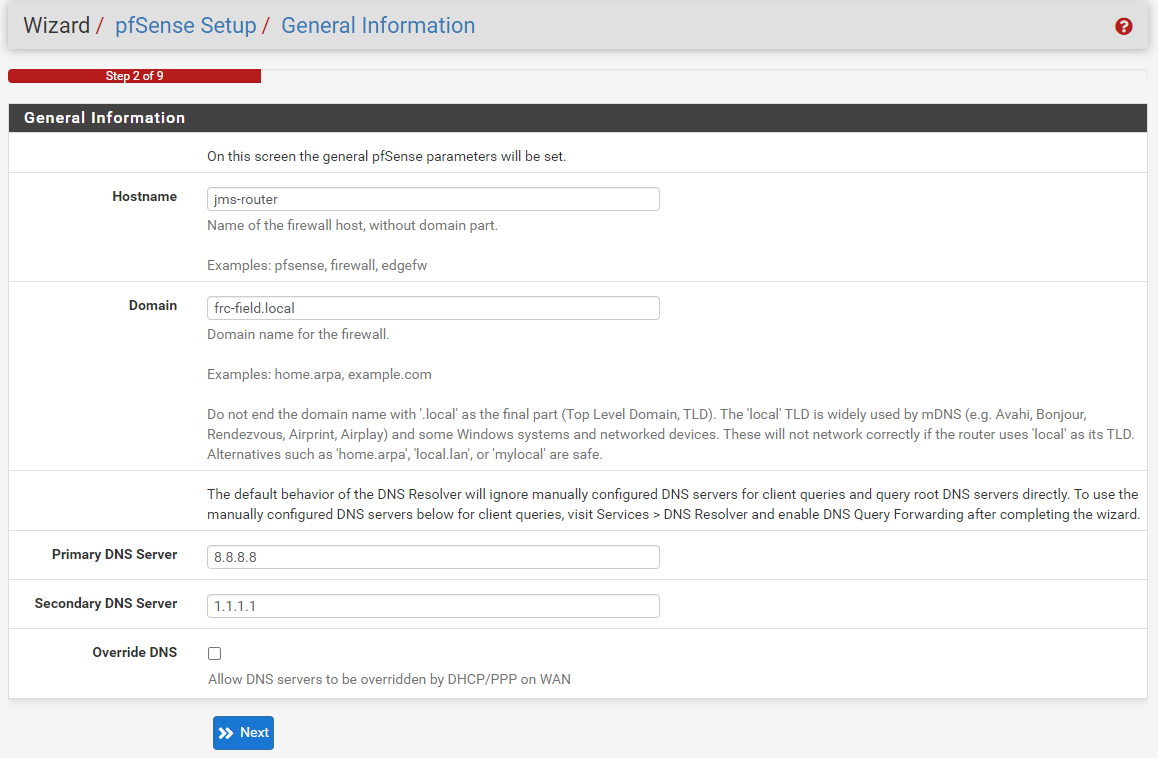 Wizard / pfSense Setup / General Information
Step 2 of 9
General Information
On this screen the general pfSense parameters will be set.
Hostname
jms-router
Name of the firewall host, without domain part.
Examples: pfsense, firewall, edgefw
Domain
frc-field.local
Domain name for the firewall.
Examples: home.arpa, example.com
Do not end the domain name with '.local' as the final part (Top Level Domain, TLD). The 'local' TLD is widely used by mDNS (e.g. Avahi, Bonjour,
Rendezvous, Airprint, Airplay) and some Windows systems and networked devices. These will not network correctly if the router uses 'local' as its TLD.
Alternatives such as 'home.arpa', 'local.lan', or 'mylocal' are safe.
The default behavior of the DNS Resolver will ignore manually configured DNS servers for client queries and query root DNS servers directly. To use the
manually configured DNS servers below for client queries, visit Services > DNS Resolver and enable DNS Query Forwarding after completing the wizard.
Primary DNS Server
8.8.8.8
Secondary DNS Server
1.1.1.1
Override DNS
Allow DNS servers to be overridden by DHCP/PPP on WAN
Next